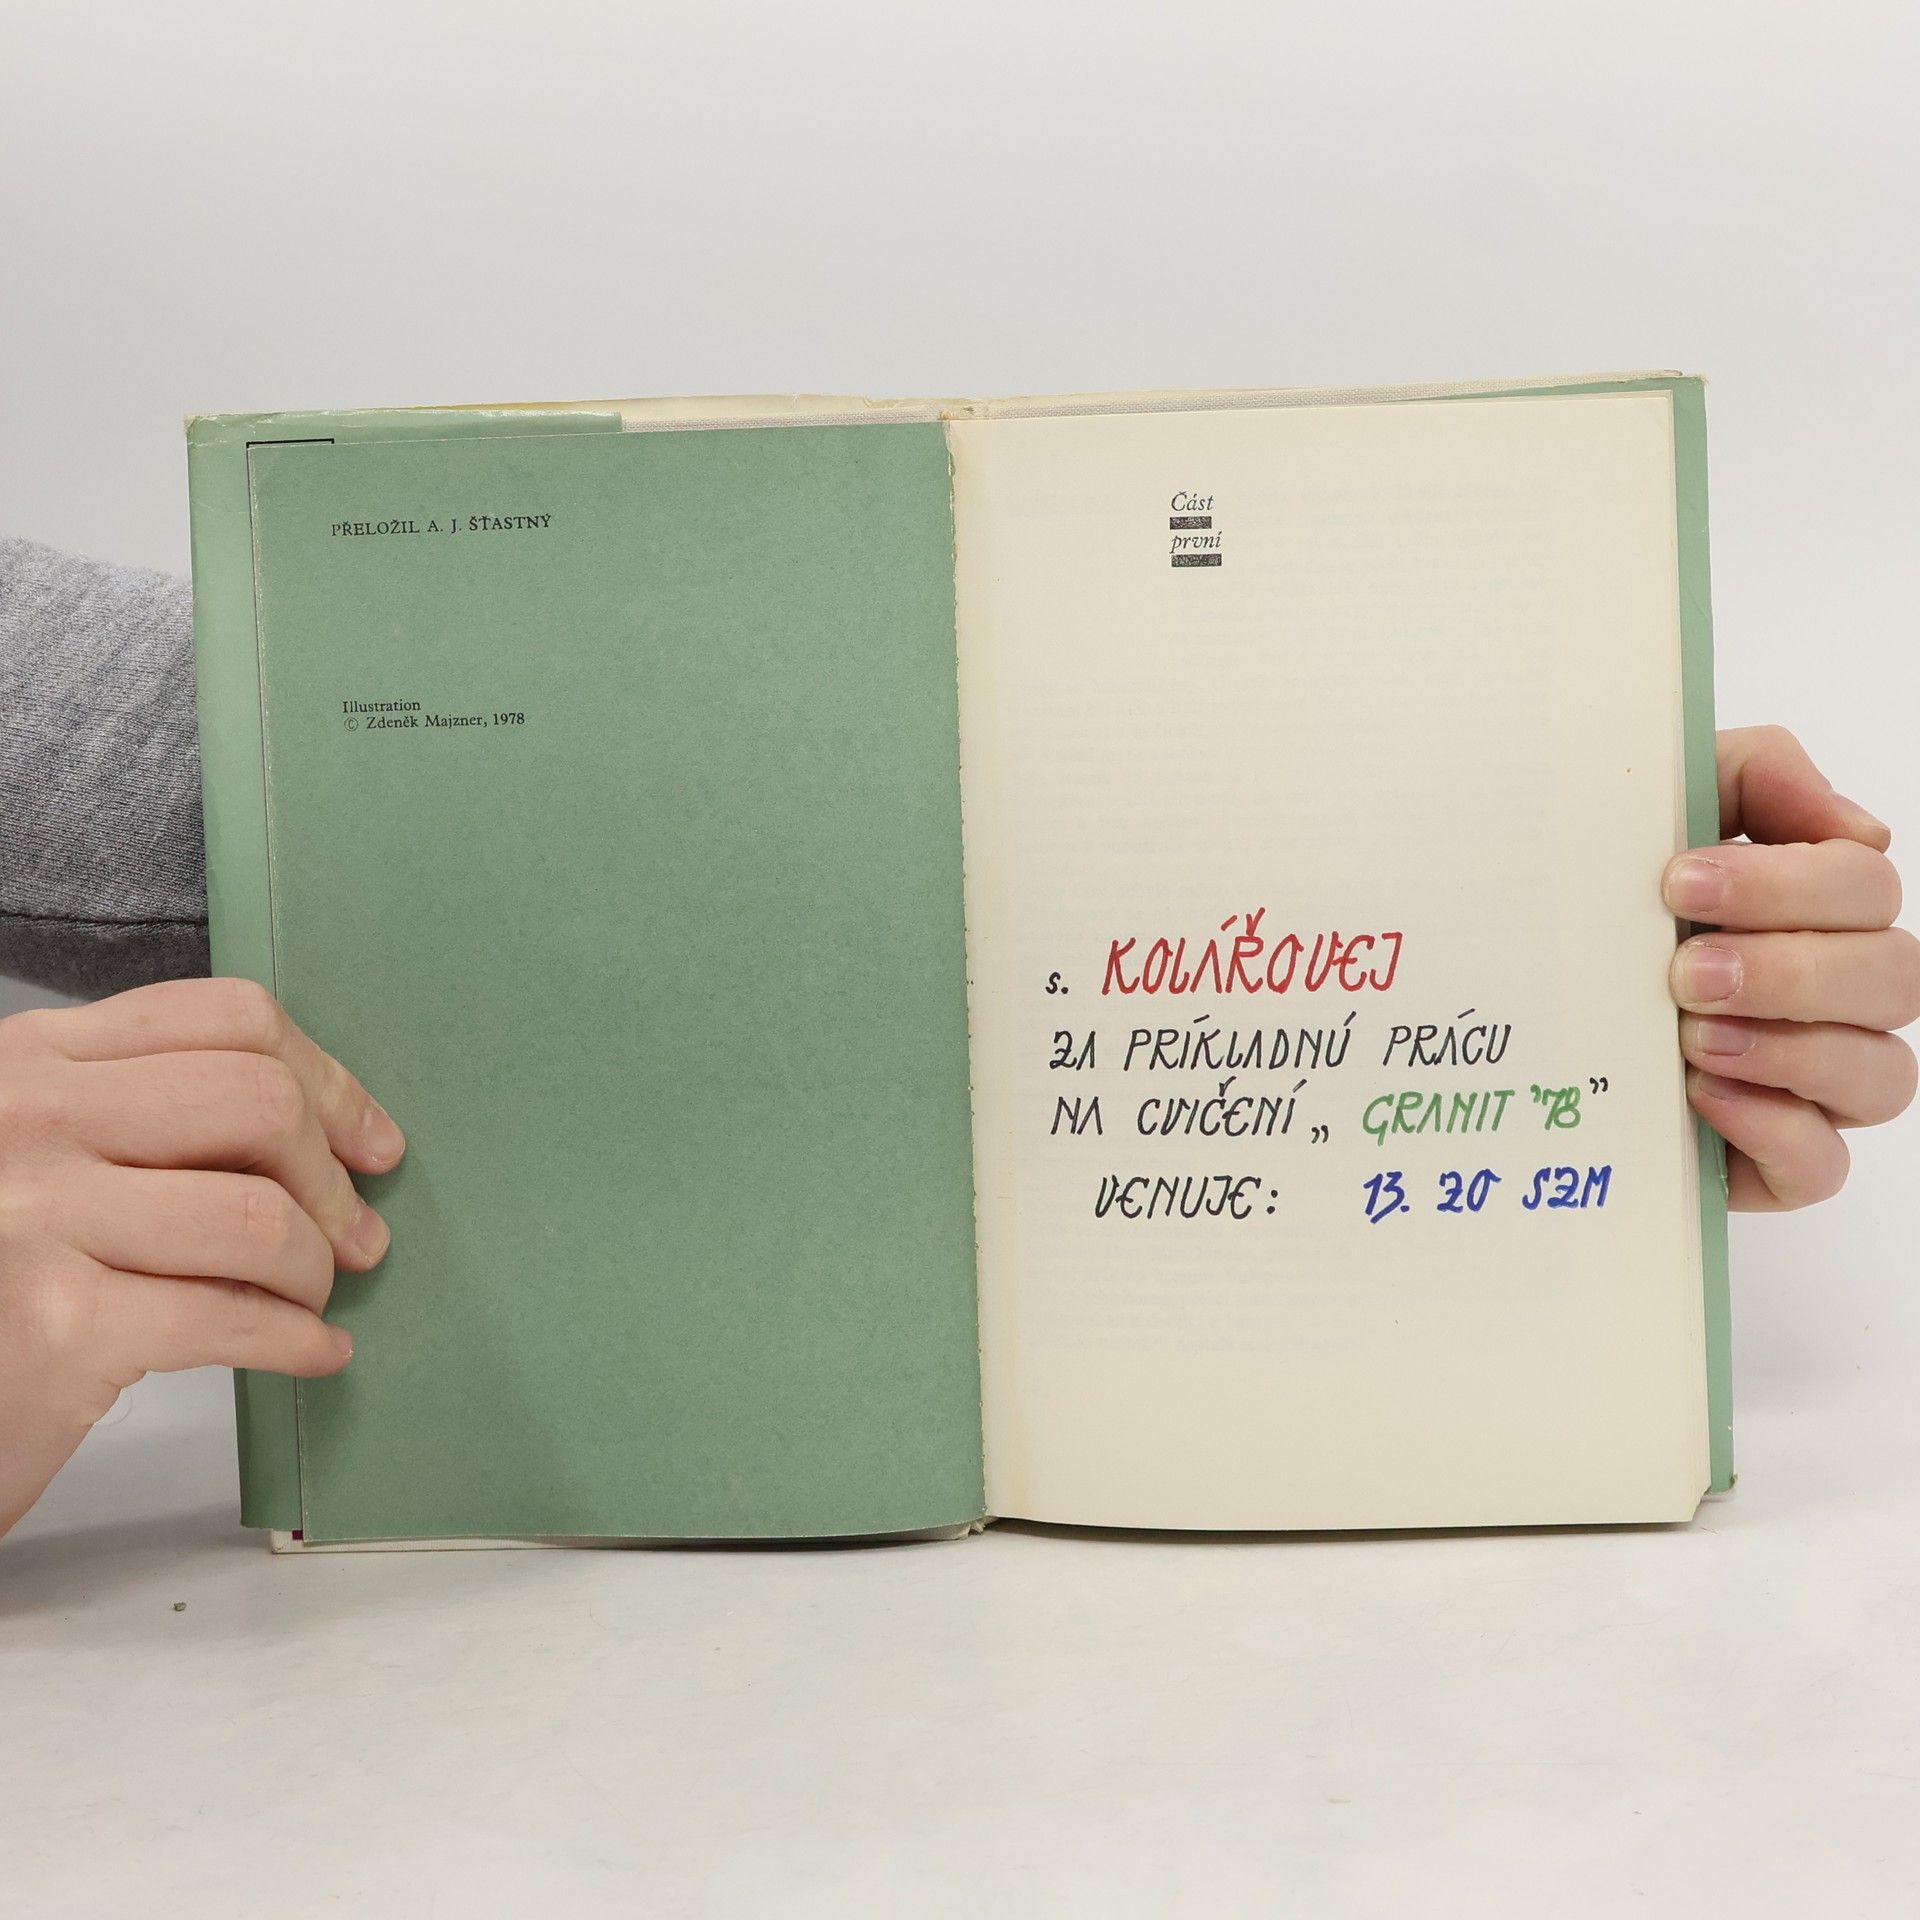 PŘELOŽIL A. J. ŠŤASTNÝ
Illustration
© Zdeněk Majzner, 1978
Část
první
s. KOLÁŘOVEJ
ZA PRÍKLADNÚ PRÁCU
NA CVIČENÍ „ GRANIT '78”
VENUJE: 13. ZO SZM